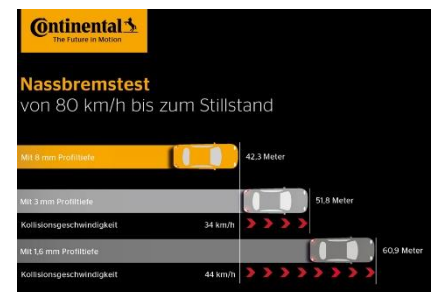 Continental
The Future in Motion
Nassbremstest
von 80 km/h bis zum Stillstand
Mit 8 mm Profiltiefe
42,3 Meter
Mit 3 mm Profiltiefe
51,8 Meter
Kollisionsgeschwindigkeit 34 km/h
Mit 1,6 mm Profiltiefe
60,9 Meter
Kollisionsgeschwindigkeit 44 km/h